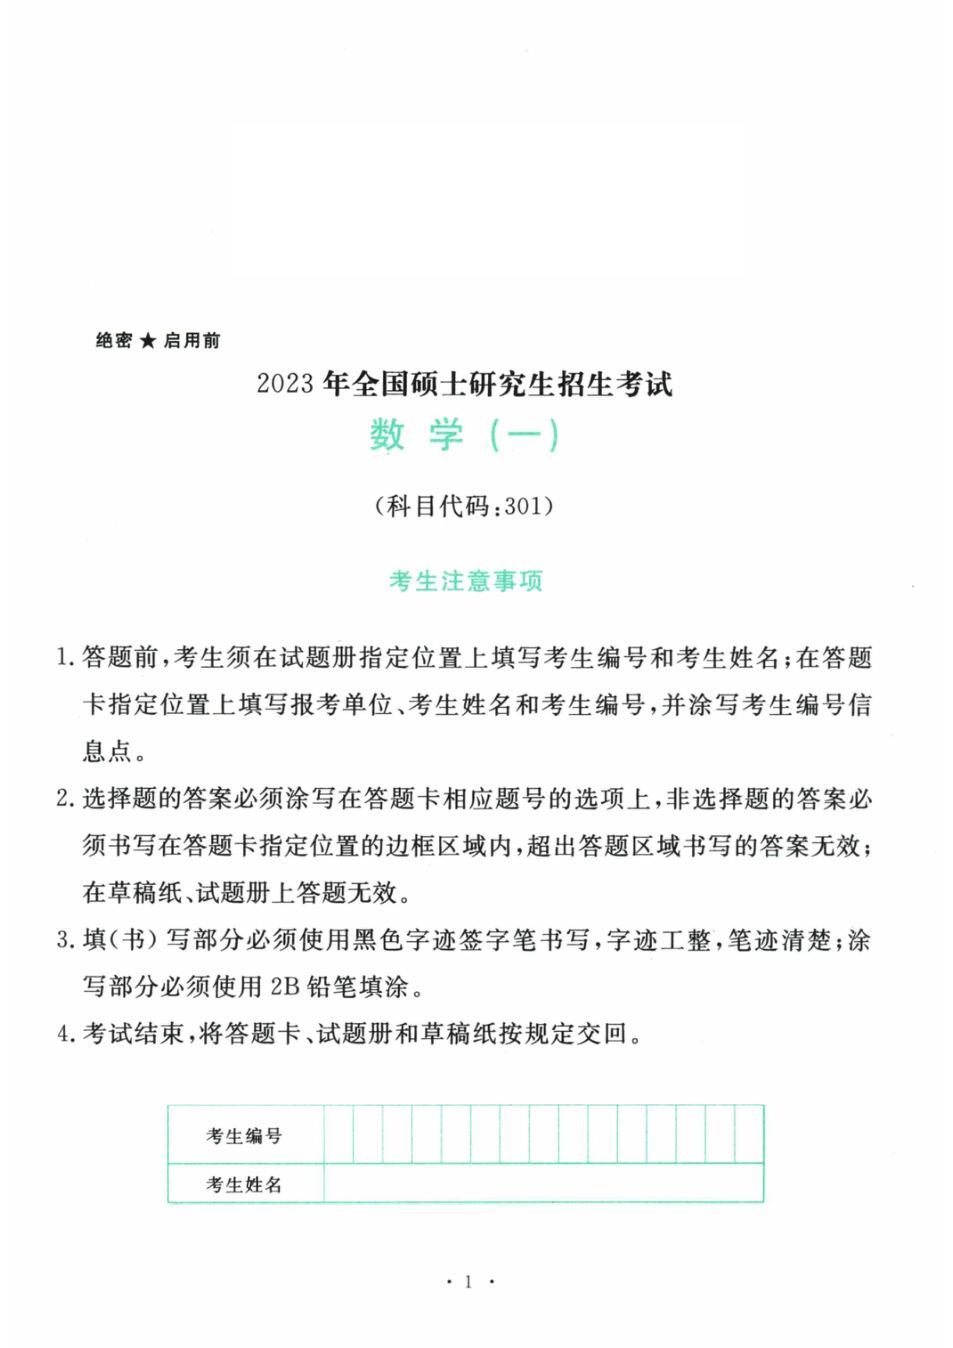 绝密★启用前
2023年全国硕士研究生招生考试
数 学（一）
（科目代码:301）
考生注意事项
1. 答题前,考生须在试题册指定位置上填写考生编号和考生姓名;在答题
卡指定位置上填写报考单位、考生姓名和考生编号,并涂写考生编号信
息点。
2. 选择题的答案必须涂写在答题卡相应题号的选项上,非选择题的答案必
须书写在答题卡指定位置的边框区域内,超出答题区域书写的答案无效;
在草稿纸、试题册上答题无效。
3. 填(书) 写部分必须使用黑色字迹签字笔书写,字迹工整,笔迹清楚;涂
写部分必须使用 2B 铅笔填涂。
4. 考试结束,将答题卡、试题册和草稿纸按规定交回。
考生编号
考生姓名
· 1 ·